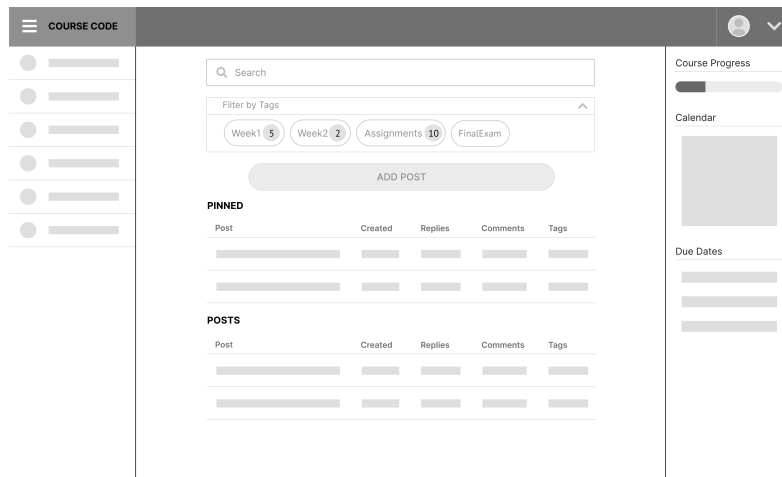 COURSE CODE
Search
Filter by Tags
Week1 5 Week2 2 Assignments 10 FinalExam
ADD POST
PINNED
Post Created Replies Comments Tags
POSTS
Post Created Replies Comments Tags
Course Progress
Calendar
Due Dates